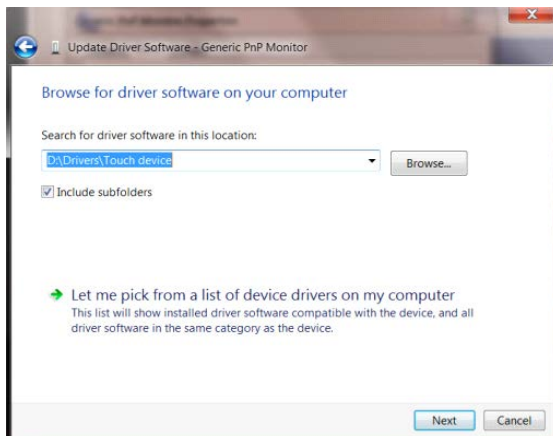 Update Driver Software - Generic PnP Monitor
Browse for driver software on your computer
Search for driver software in this location:
D:\Drivers\Touch device
Browse...
Include subfolders
Let me pick from a list of device drivers on my computer
This list will show installed driver software compatible with the device, and all
driver software in the same category as the device.
Next
Cancel